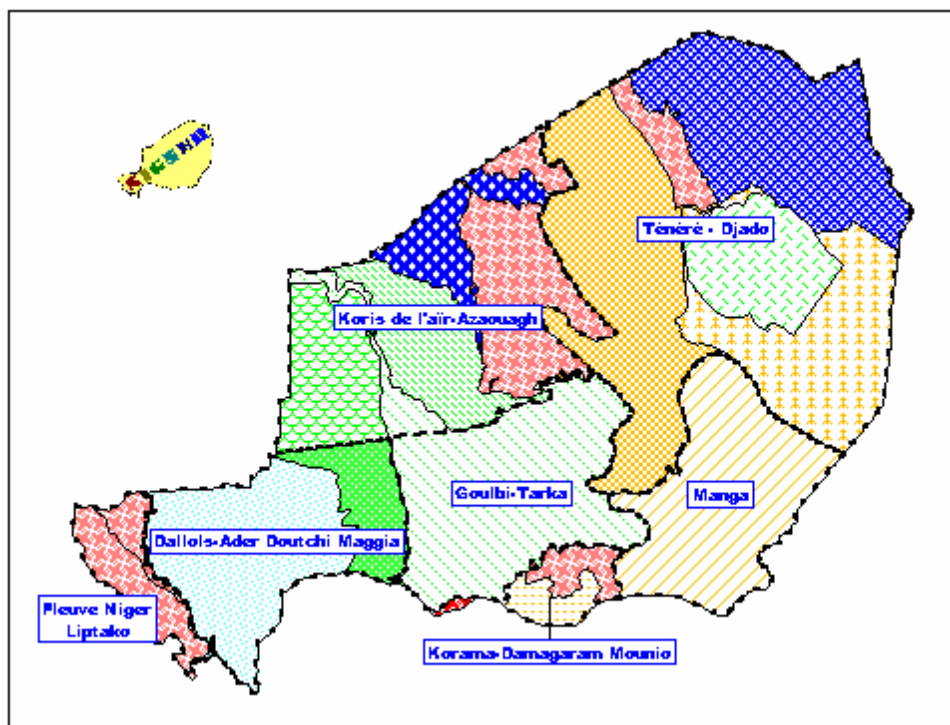 Ténéré - Djado
Koris de l'aïr-Azaouagh
Goulbi-Tarka
Manga
Dallols-Ader Doutchi Maggia
Fleuve Niger
Liptako
Korama-Damagaram Mounio